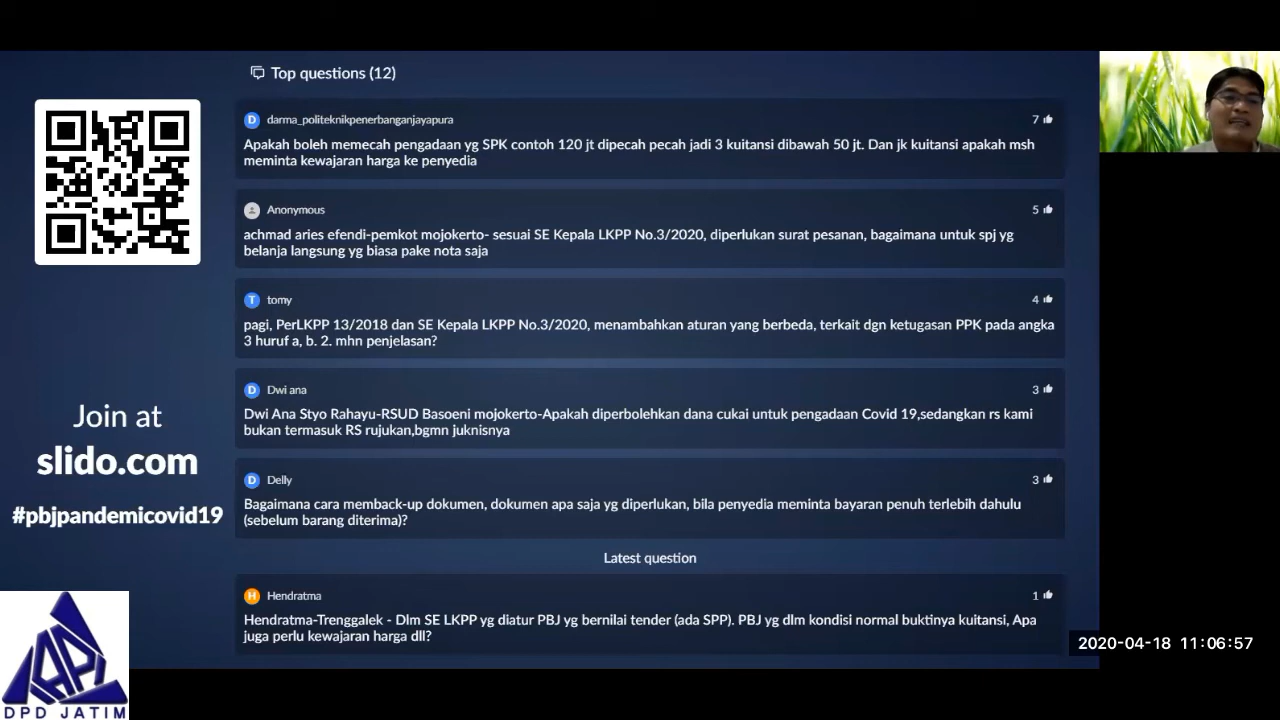 Top questions (12)
D darma_politeknikpenerbanganjayapura 7
Apakah boleh memecah pengadaan yg SPK contoh 120 jt dipecah pecah jadi 3 kuitansi dibawah 50 jt. Dan jk kuitansi apakah msh
meminta kewajaran harga ke penyedia
Anonymous 5
achmad aries efendi-pemkot mojokerto- sesuai SE Kepala LKPP No.3/2020, diperlukan surat pesanan, bagaimana untuk spj yg
belanja langsung yg biasa pake nota saja
T tomy 4
pagi, PerLKPP 13/2018 dan SE Kepala LKPP No.3/2020, menambahkan aturan yang berbeda, terkait dgn ketugasan PPK pada angka
3 huruf a, b. 2. mhn penjelasan?
D Dwi ana 3
Dwi Ana Styo Rahayu-RSUD Basoeni mojokerto-Apakah diperbolehkan dana cukai untuk pengadaan Covid 19,sedangkan rs kami
bukan termasuk RS rujukan,bgmn juknisnya
D Delly 3
Bagaimana cara memback-up dokumen, dokumen apa saja yg diperlukan, bila penyedia meminta bayaran penuh terlebih dahulu
(sebelum barang diterima)?
Latest question
H Hendratma 1
Hendratma-Trenggalek - Dlm SE LKPP yg diatur PBJ yg bernilai tender (ada SPP). PBJ yg dlm kondisi normal buktinya kuitansi, Apa
juga perlu kewajaran harga dll?
Join at
slido.com
#pbjpandemicovid19
IAPI
DPD JATIM
2020-04-18 11:06:57